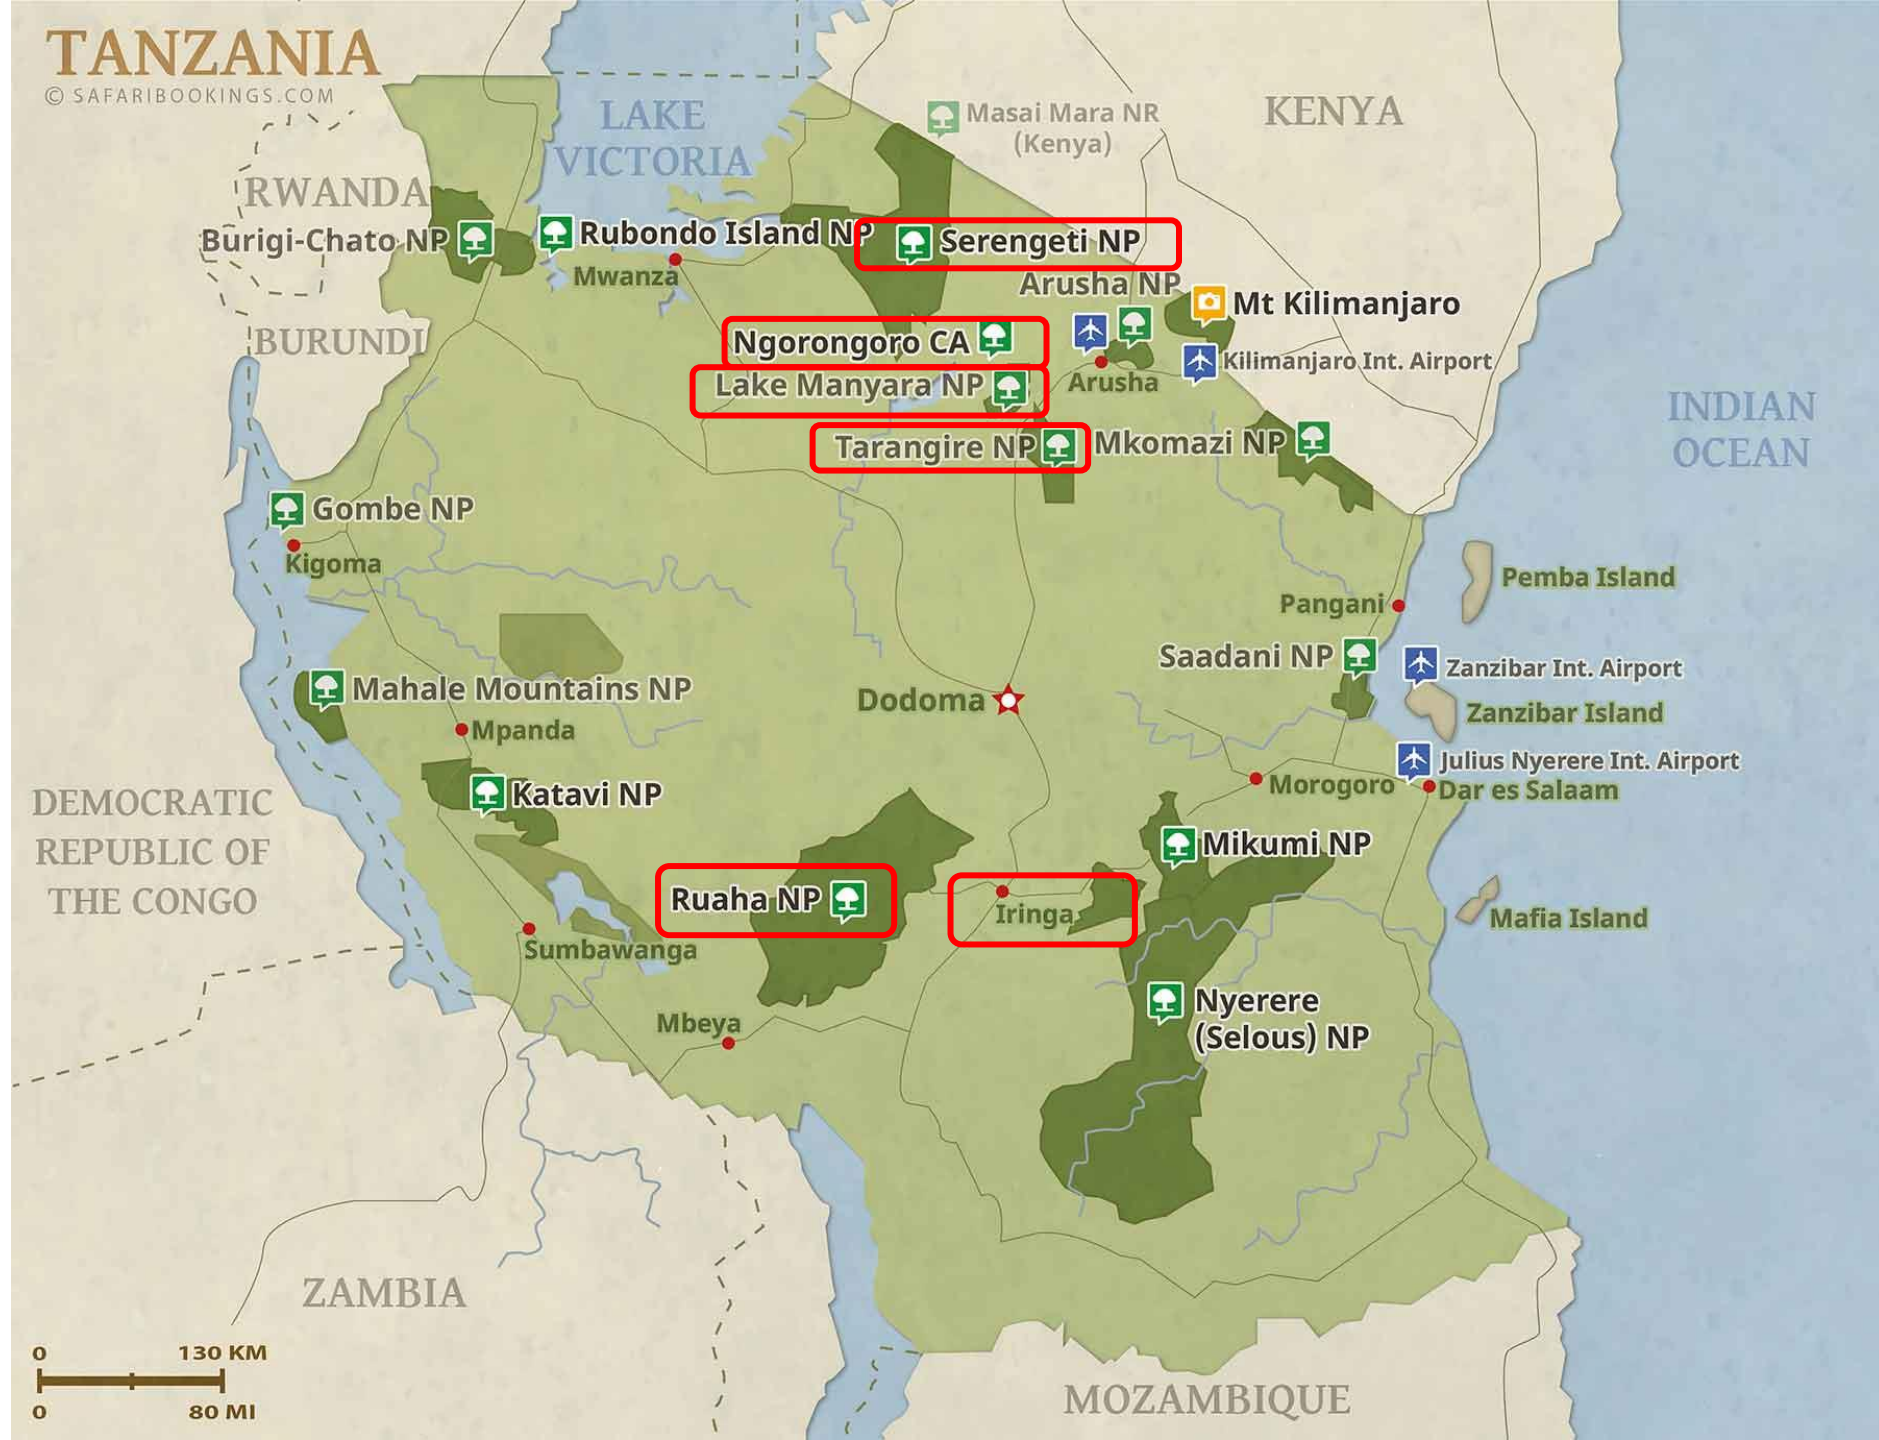 TANZANIA
© SAFARIBOOKINGS.COM
LAKE
VICTORIA
Masai Mara NR
(Kenya)
KENYA
RWANDA
Burigi-Chato NP
Rubondo Island NP
Serengeti NP
Mwanza
Arusha NP
Mt Kilimanjaro
BURUNDI
Ngorongoro CA
Kilimanjaro Int. Airport
Lake Manyara NP
Arusha
INDIAN
OCEAN
Tarangire NP
Mkomazi NP
Gombe NP
Kigoma
Pemba Island
Pangani
Saadani NP
Zanzibar Int. Airport
Mahale Mountains NP
Dodoma
Zanzibar Island
Mpanda
Julius Nyerere Int. Airport
Morogoro
Dar es Salaam
Katavi NP
DEMOCRATIC
REPUBLIC OF
THE CONGO
Mikumi NP
Ruaha NP
Iringa
Mafia Island
Sumbawanga
Nyerere
(Selous) NP
Mbeya
ZAMBIA
MOZAMBIQUE
0 130 KM
0 80 MI